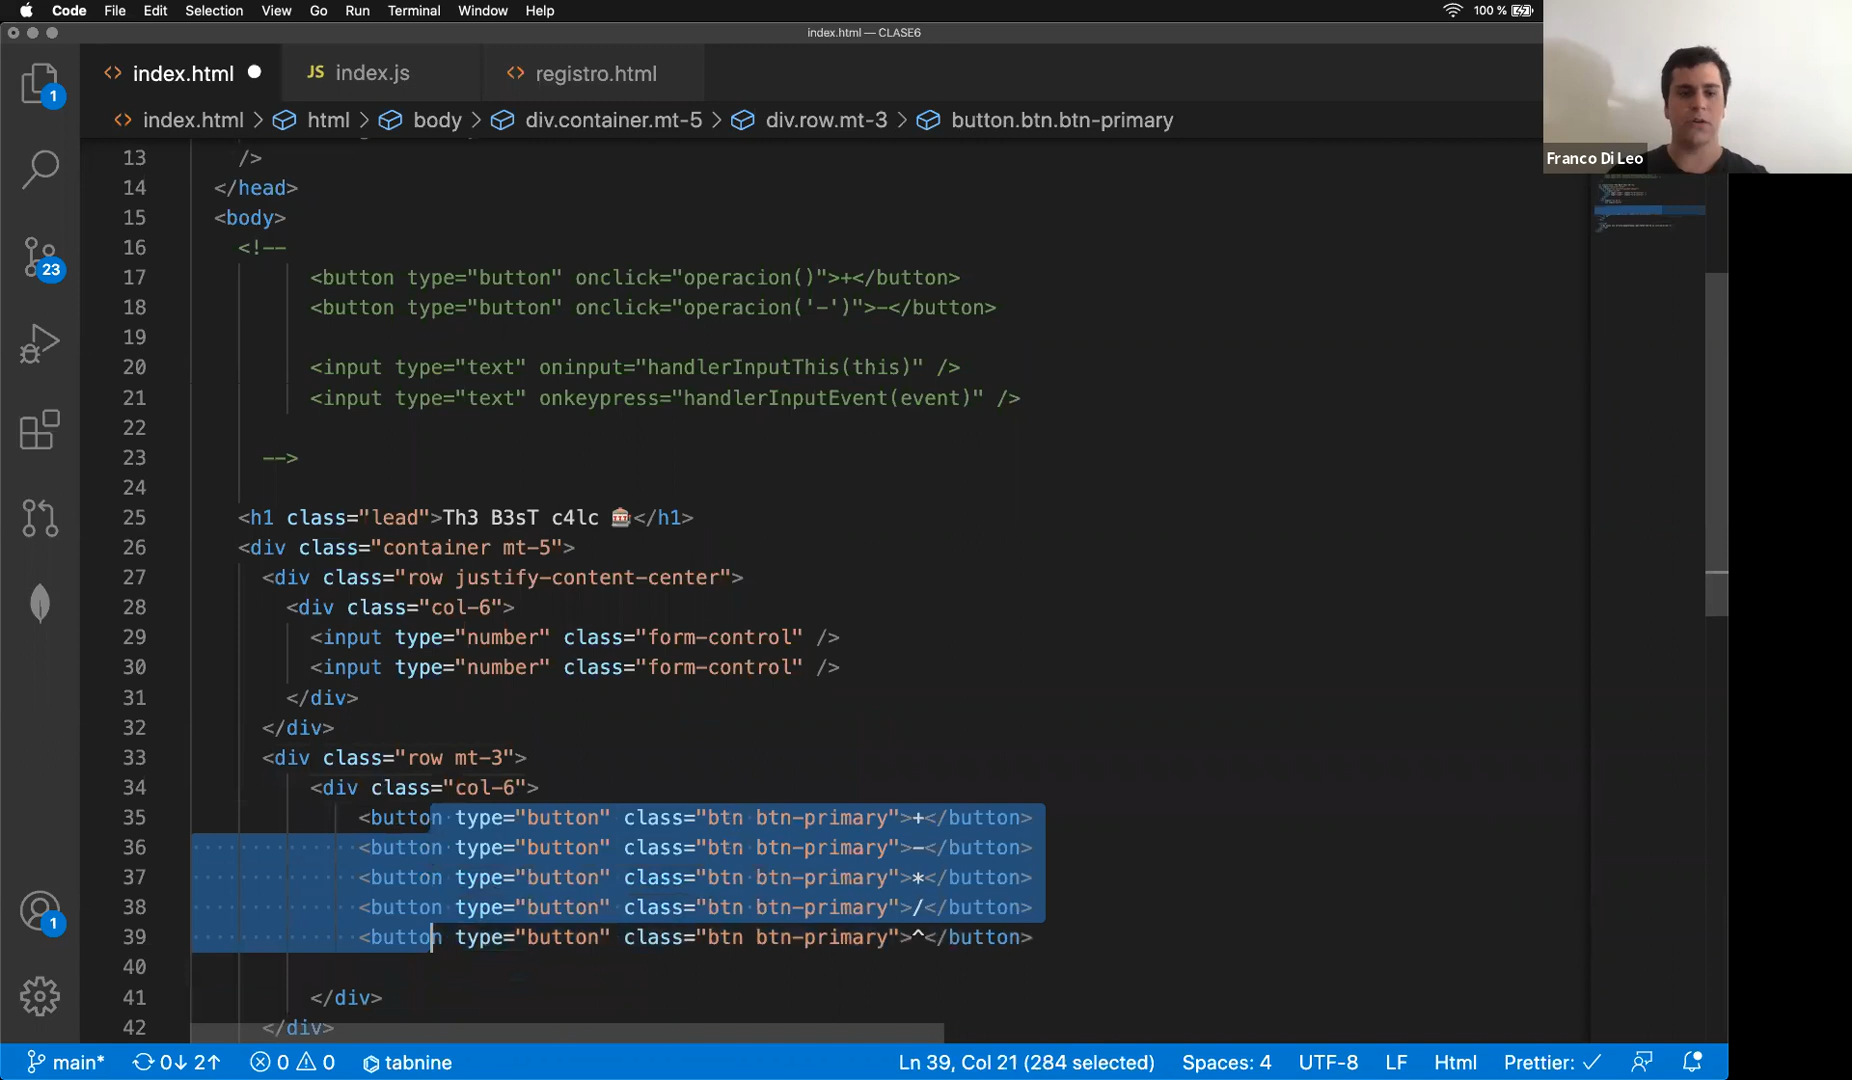 Code File Edit Selection View Go Run Terminal Window Help 100 %
index.html — CLASE6
index.html JS index.js registro.html
index.html > html > body > div.container.mt-5 > div.row.mt-3 > button.btn.btn-primary
Franco Di Leo
1
23
1
13 />
14 </head>
15 <body>
16 <!--
17 <button type="button" onclick="operacion()">+</button>
18 <button type="button" onclick="operacion('-')">-</button>
19
20 <input type="text" oninput="handlerInputThis(this)" />
21 <input type="text" onkeypress="handlerInputEvent(event)" />
22
23 -->
24
25 <h1 class="lead">Th3 B3sT c4lc 🎰</h1>
26 <div class="container mt-5">
27 <div class="row justify-content-center">
28 <div class="col-6">
29 <input type="number" class="form-control" />
30 <input type="number" class="form-control" />
31 </div>
32 </div>
33 <div class="row mt-3">
34 <div class="col-6">
35 <button type="button" class="btn btn-primary">+</button>
36 <button type="button" class="btn btn-primary">-</button>
37 <button type="button" class="btn btn-primary">*</button>
38 <button type="button" class="btn btn-primary">/</button>
39 <button type="button" class="btn btn-primary">^</button>
40
41 </div>
42 </div>
main* 0↓ 2↑ 0 0 tabnine Ln 39, Col 21 (284 selected) Spaces: 4 UTF-8 LF Html Prettier: ✓